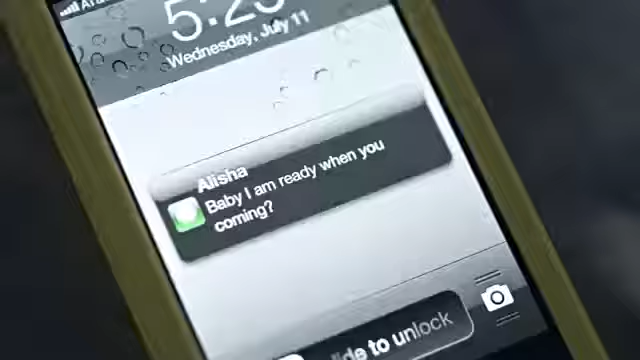 Wednesday, July 11
Alisha
Baby I am ready when you
coming?
to unlock